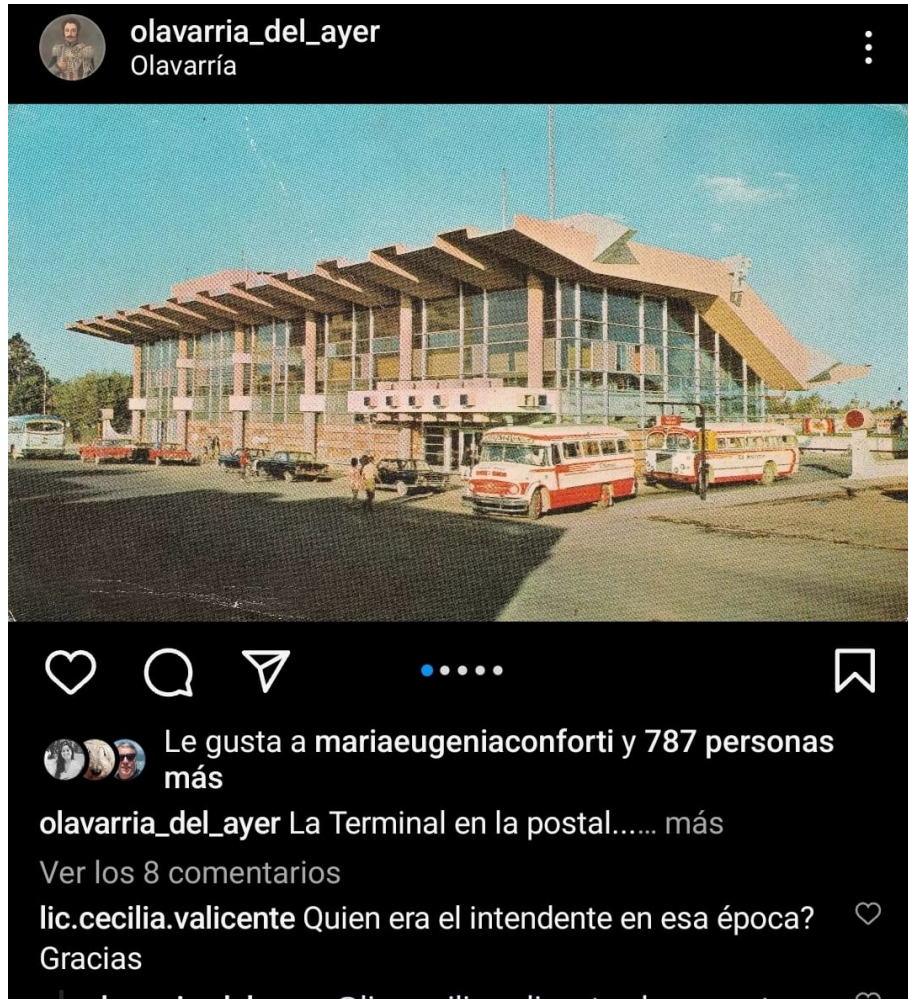 olavarria_del_ayer
Olavarría
Le gusta a mariaeugeniaconforti y 787 personas
más
olavarria_del_ayer La Terminal en la postal...… más
Ver los 8 comentarios
lic.cecilia.valicente Quien era el intendente en esa época?
Gracias